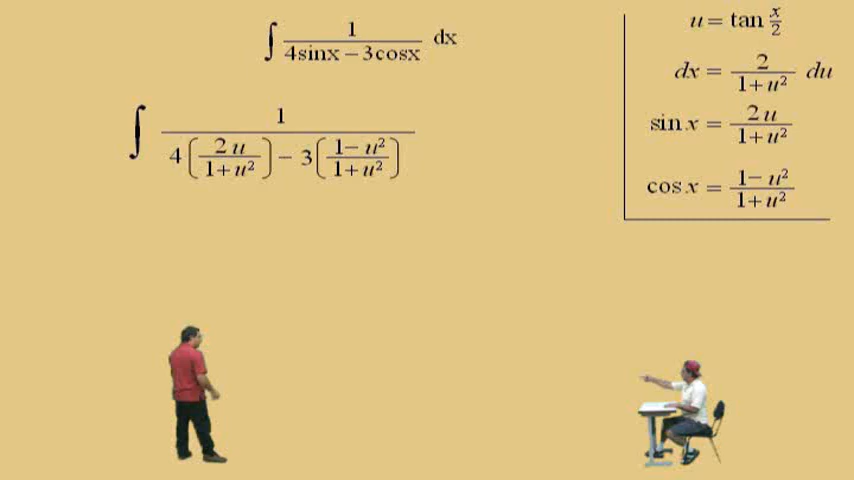 ∫ 1/(4sinx − 3cosx) dx
∫ 1/(4(2u/(1+u²)) − 3((1−u²)/(1+u²)))
u = tan x/2
dx = 2/(1+u²) du
sin x = 2u/(1+u²)
cos x = (1−u²)/(1+u²)